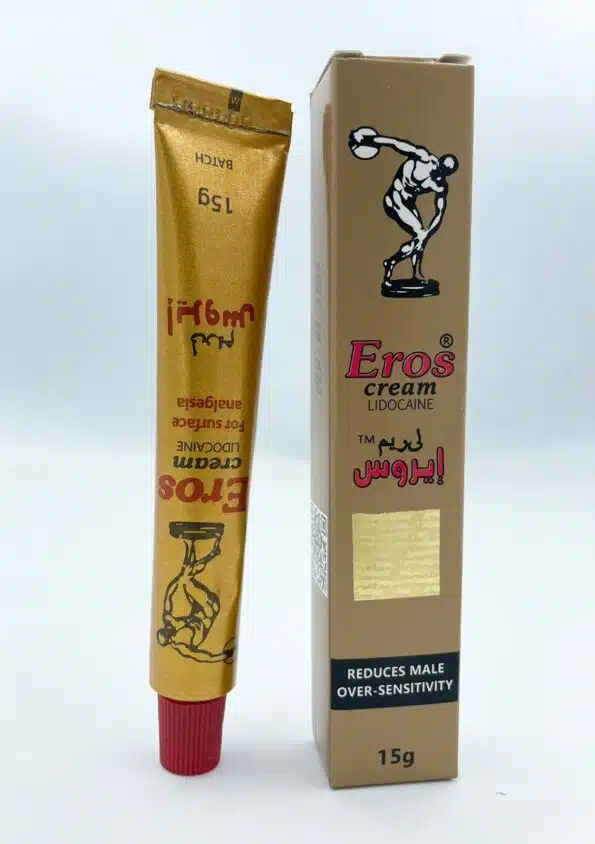 W
BATCH
15g
إيروس
كريم
For surface
analgesia
LIDOCAINE
cream
Eros
Eros®
cream
LIDOCAINE
كريم™
إيروس
REDUCES MALE
OVER-SENSITIVITY
15g